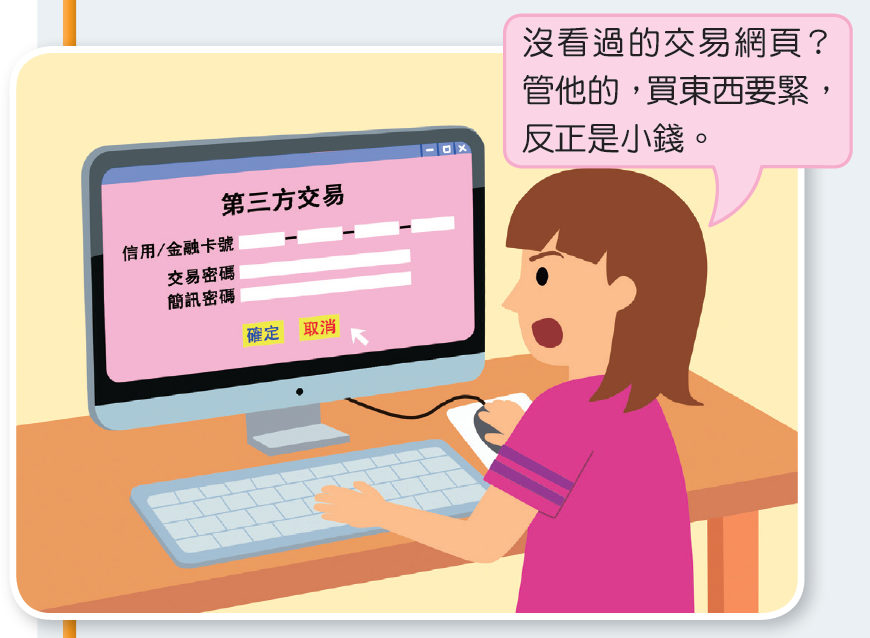 沒看過的交易網頁？
管他的，買東西要緊，
反正是小錢。
第三方交易
信用/金融卡號
交易密碼
簡訊密碼
確定 取消